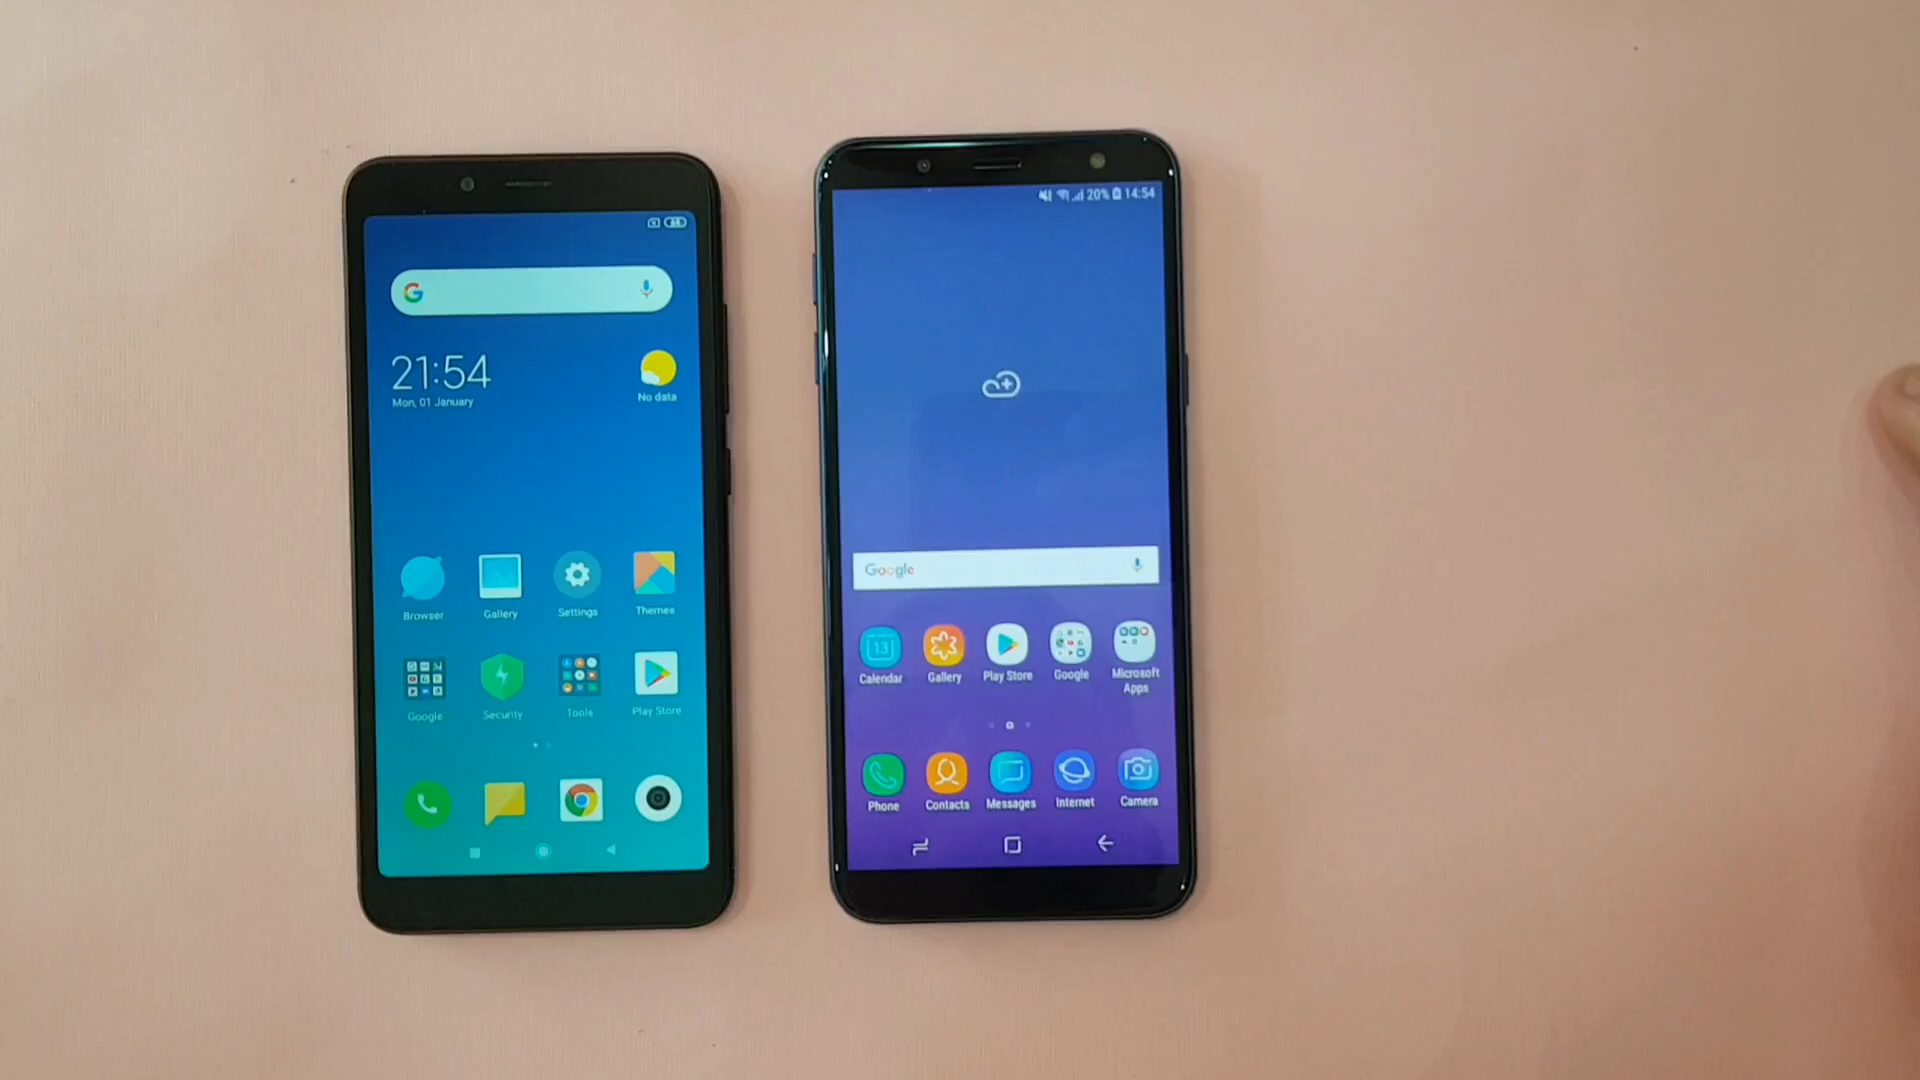 68
21:54
Mon, 01 January
No data
Browser
Gallery
Settings
Themes
Google
Security
Tools
Play Store
20% 14:54
Google
13
Calendar
Gallery
Play Store
Google
Microsoft
Apps
Phone
Contacts
Messages
Internet
Camera